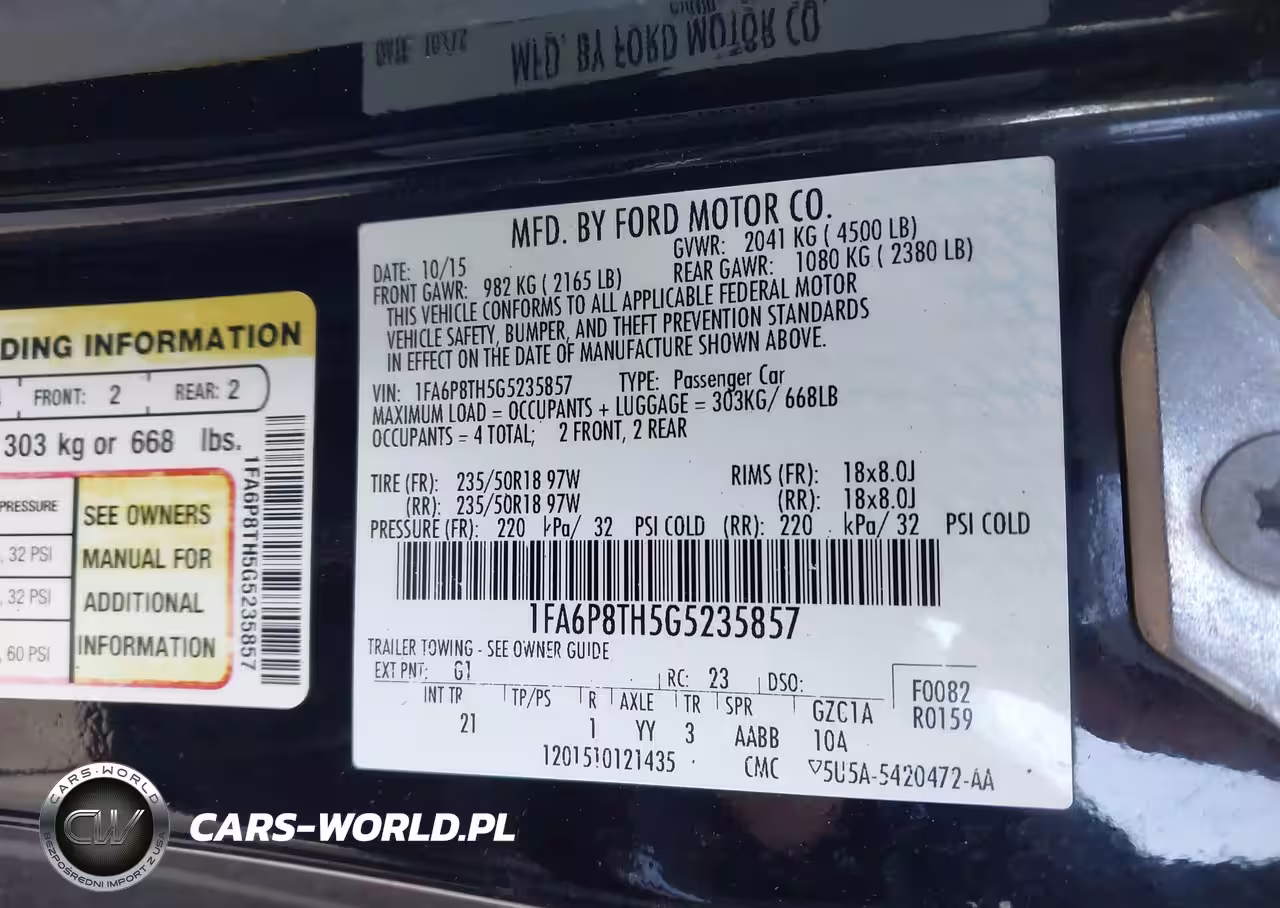 MFD. BY FORD MOTOR CO.
MFD. BY FORD MOTOR CO.
DATE: 10/15
GVWR: 2041 KG ( 4500 LB)
FRONT GAWR: 982 KG ( 2165 LB)
REAR GAWR: 1080 KG ( 2380 LB)
THIS VEHICLE CONFORMS TO ALL APPLICABLE FEDERAL MOTOR
VEHICLE SAFETY, BUMPER, AND THEFT PREVENTION STANDARDS
IN EFFECT ON THE DATE OF MANUFACTURE SHOWN ABOVE.
VIN: 1FA6P8TH5G5235857 TYPE: Passenger Car
MAXIMUM LOAD = OCCUPANTS + LUGGAGE = 303KG/ 668LB
OCCUPANTS = 4 TOTAL; 2 FRONT, 2 REAR
TIRE (FR): 235/50R18 97W RIMS (FR): 18x8.0J
(RR): 235/50R18 97W (RR): 18x8.0J
PRESSURE (FR): 220 kPa/ 32 PSI COLD (RR): 220 kPa/ 32 PSI COLD
1FA6P8TH5G5235857
TRAILER TOWING - SEE OWNER GUIDE
EXT PNT: G1 RC: 23 DSO:
F0082
R0159
INT TR TP/PS R AXLE TR SPR GZC1A
21 1 YY 3 AABB 10A
1201510121435 CMC 5U5A-5420472-AA
DING INFORMATION
FRONT: 2 REAR: 2
303 kg or 668 lbs.
PRESSURE
, 32 PSI
, 32 PSI
, 60 PSI
SEE OWNERS
MANUAL FOR
ADDITIONAL
INFORMATION
1FA6P8TH5G5235857
CARS-WORLD
CW
BEZPOŚREDNI IMPORT Z USA
CARS-WORLD.PL